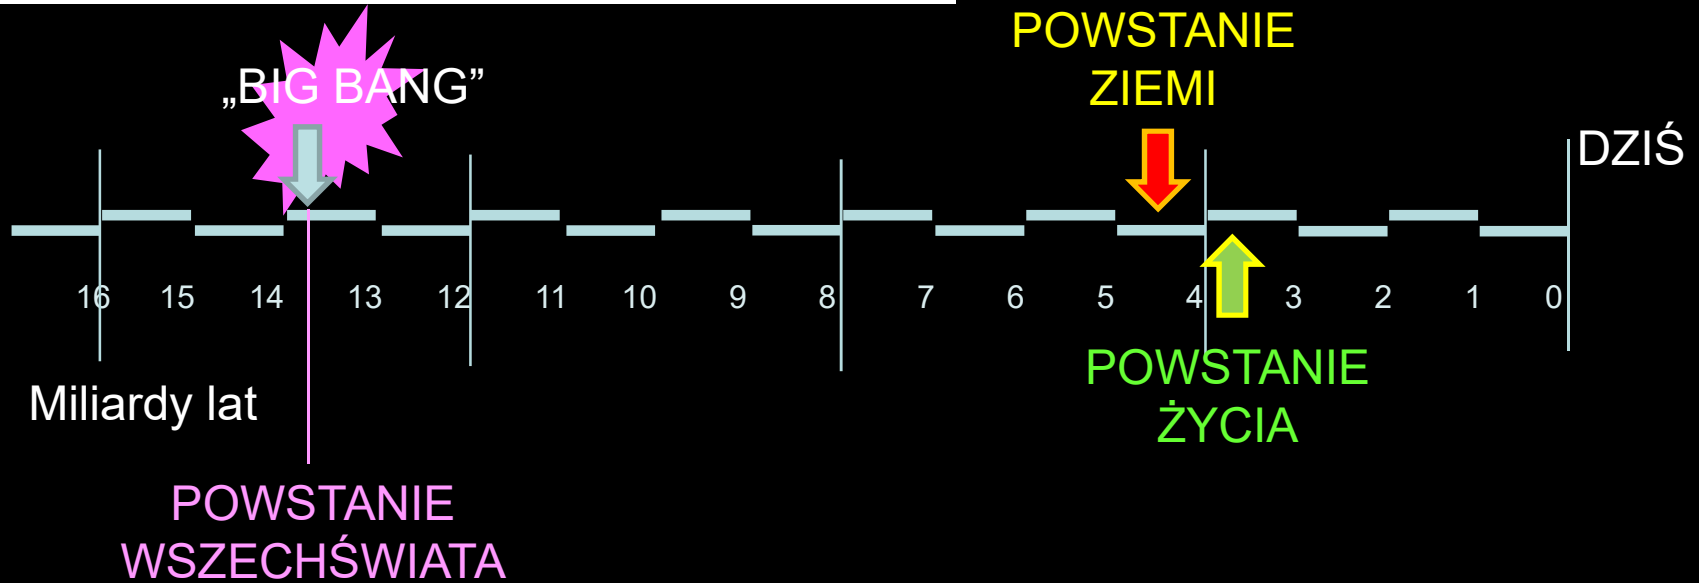 POWSTANIE
ZIEMI
„BIG BANG”
DZIŚ
16 15 14 13 12 11 10 9 8 7 6 5 4 3 2 1 0
POWSTANIE
ŻYCIA
Miliardy lat
POWSTANIE
WSZECHŚWIATA